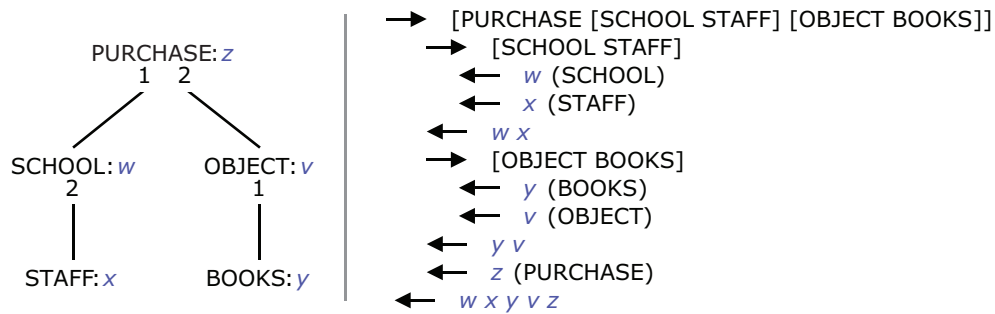 PURCHASE: z
1 2
SCHOOL: w OBJECT: v
2 1
STAFF: x BOOKS: y
[PURCHASE [SCHOOL STAFF] [OBJECT BOOKS]]
[SCHOOL STAFF]
w (SCHOOL)
x (STAFF)
w x
[OBJECT BOOKS]
y (BOOKS)
v (OBJECT)
y v
z (PURCHASE)
w x y v z